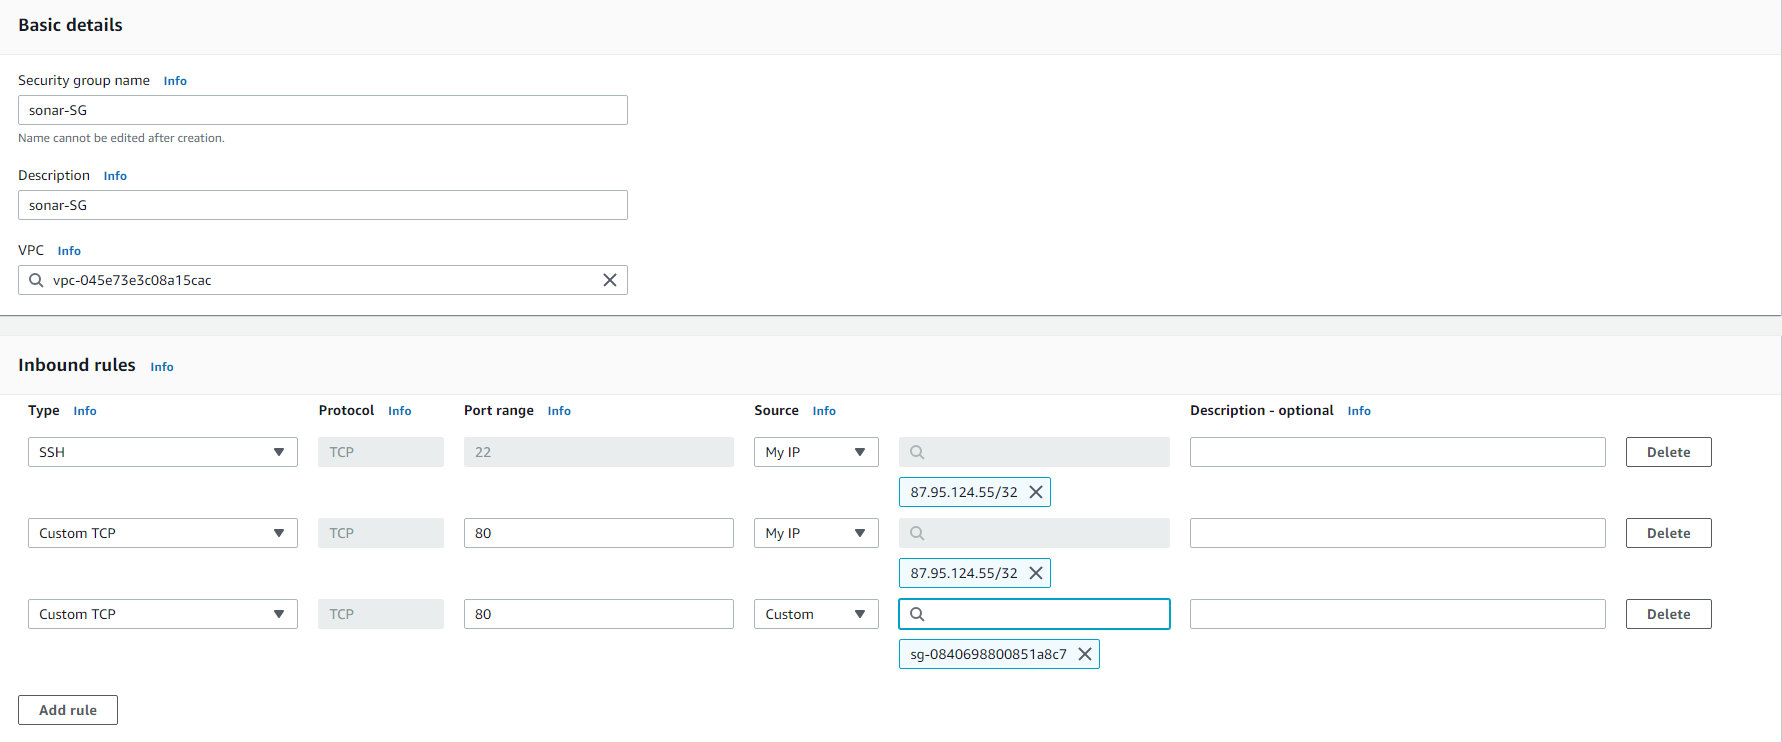 Basic details
Security group name Info
sonar-SG
Name cannot be edited after creation.
Description Info
sonar-SG
VPC Info
vpc-045e73e3c08a15cac
Inbound rules Info
Type Info Protocol Info Port range Info Source Info Description - optional Info
SSH TCP 22 My IP Delete
87.95.124.55/32
Custom TCP TCP 80 My IP Delete
87.95.124.55/32
Custom TCP TCP 80 Custom Delete
sg-0840698800851a8c7
Add rule